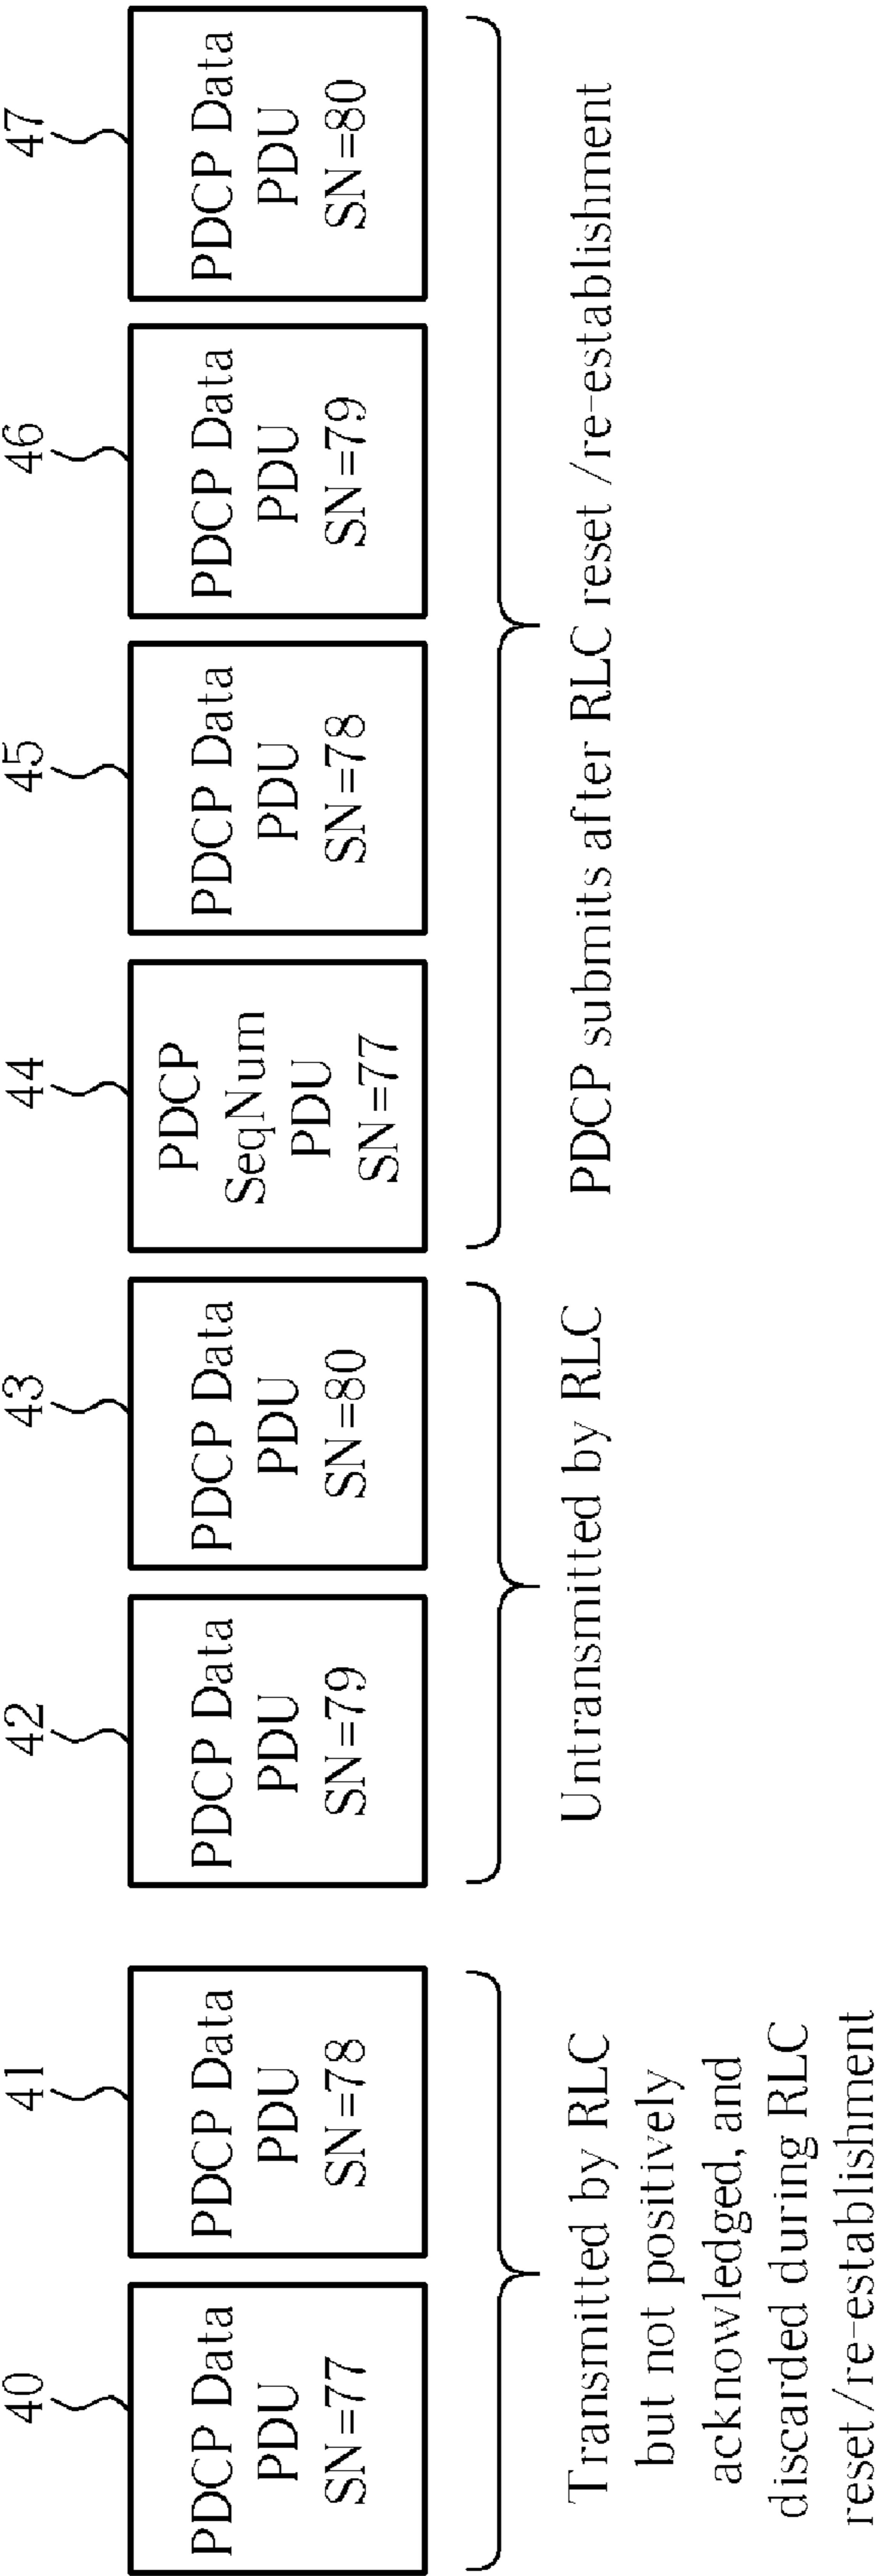 40
PDCP Data
PDU
SN=77
41
PDCP Data
PDU
SN=78
42
PDCP Data
PDU
SN=79
43
PDCP Data
PDU
SN=80
44
PDCP
SeqNum
PDU
SN=77
45
PDCP Data
PDU
SN=78
46
PDCP Data
PDU
SN=79
47
PDCP Data
PDU
SN=80
Transmitted by RLC
but not positively
acknowledged, and
discarded during RLC
reset/re-establishment
Untransmitted by RLC
PDCP submits after RLC reset/re-establishment